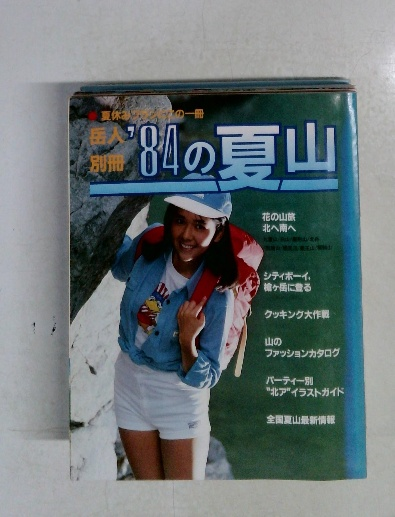 夏休み
の一冊
岳人
別冊
'84の夏山
花の山旅
北へ南へ
シティボーイ,
槍ヶ岳に登る
クッキング大作戦
山の
ファッションカタログ
パーティー別
"北ア"イラストガイド
全国夏山最新情報